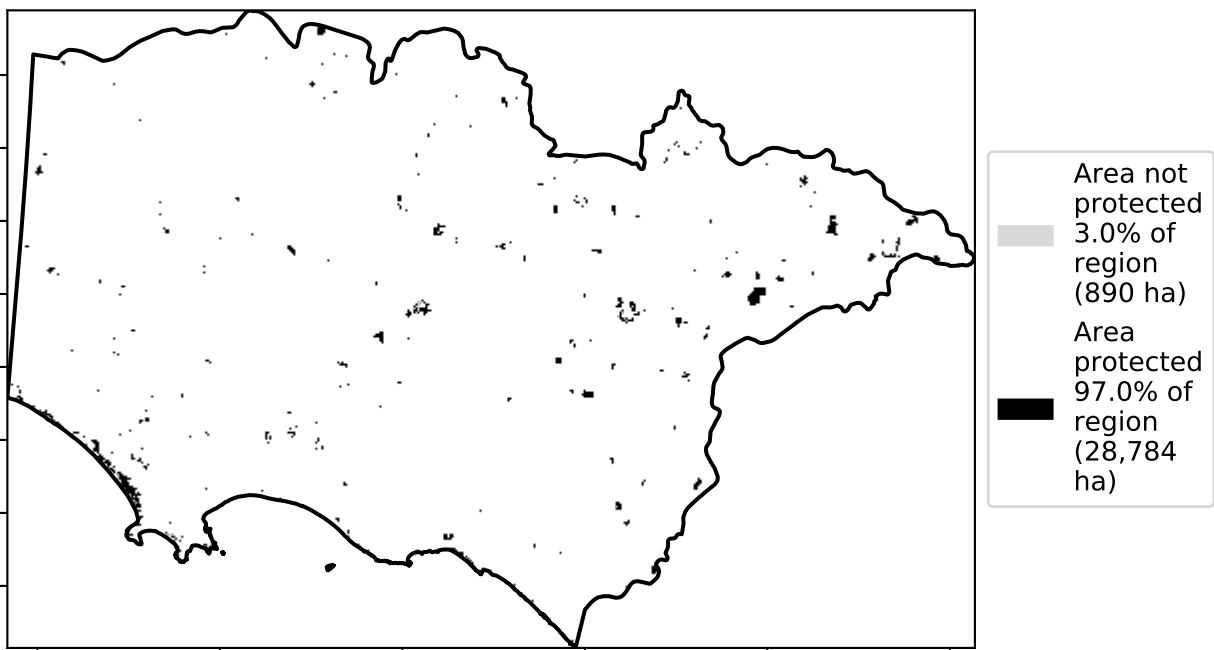 Area not
protected
3.0% of
region
(890 ha)
Area
protected
97.0% of
region
(28,784
ha)